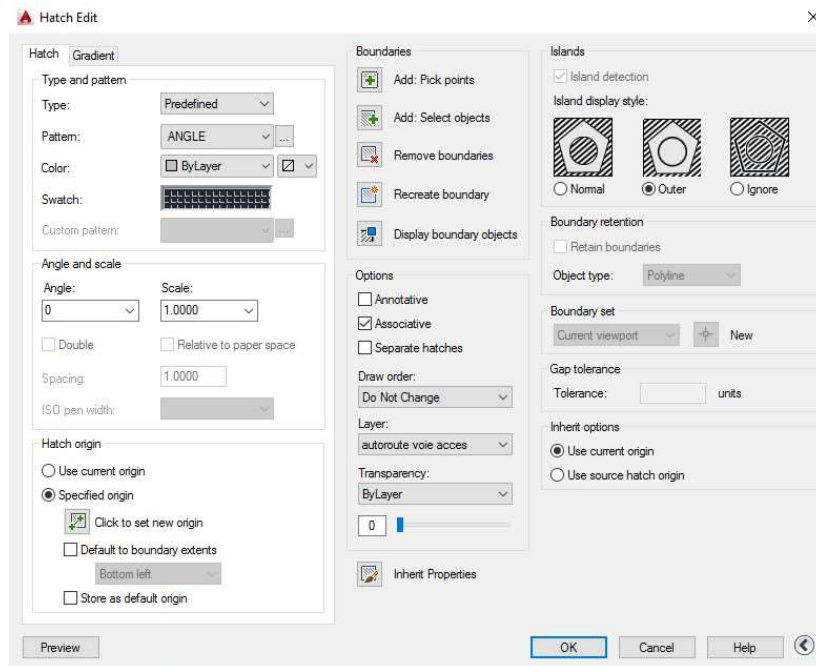 Hatch Edit
Hatch
Gradient
Type and pattern
Type:
Predefined
Pattern:
ANGLE
...
Color:
ByLayer
Swatch:
Custom pattern:
...
Angle and scale
Angle:
Scale:
0
1.0000
Double
Relative to paper space
Spacing:
1.0000
ISO pen width:
Hatch origin
Use current origin
Specified origin
Click to set new origin
Default to boundary extents
Bottom left
Store as default origin
Preview
Boundaries
Add: Pick points
Add: Select objects
Remove boundaries
Recreate boundary
Display boundary objects
Options
Annotative
Associative
Separate hatches
Draw order:
Do Not Change
Layer:
autoroute voie acces
Transparency:
ByLayer
0
Inherit Properties
Islands
Island detection
Island display style:
Normal
Outer
Ignore
Boundary retention
Retain boundaries
Object type:
Polyline
Boundary set
Current viewport
New
Gap tolerance
Tolerance:
units
Inherit options
Use current origin
Use source hatch origin
OK
Cancel
Help